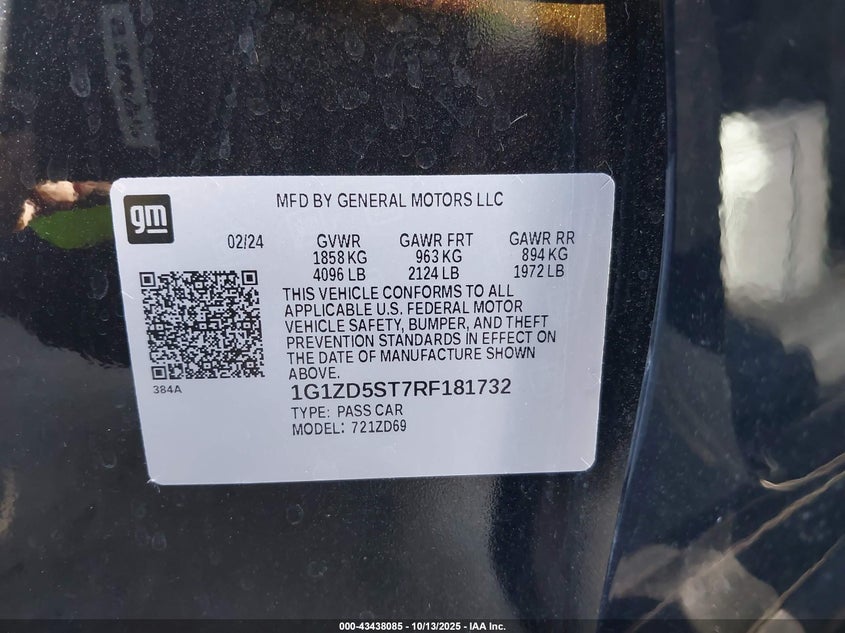 gm
MFD BY GENERAL MOTORS LLC
02/24 GVWR GAWR FRT GAWR RR
1858 KG 963 KG 894 KG
4096 LB 2124 LB 1972 LB
THIS VEHICLE CONFORMS TO ALL
APPLICABLE U.S. FEDERAL MOTOR
VEHICLE SAFETY, BUMPER, AND THEFT
PREVENTION STANDARDS IN EFFECT ON
THE DATE OF MANUFACTURE SHOWN
ABOVE.
384A
1G1ZD5ST7RF181732
TYPE: PASS CAR
MODEL: 721ZD69
000-43438085 - 10/13/2025 - IAA Inc.